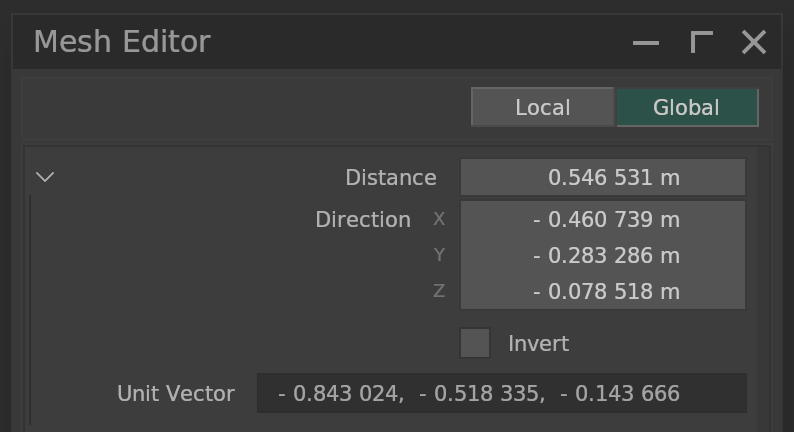 Mesh Editor
Local Global
Distance 0.546 531 m
Direction X - 0.460 739 m
Y - 0.283 286 m
Z - 0.078 518 m
Invert
Unit Vector - 0.843 024, - 0.518 335, - 0.143 666